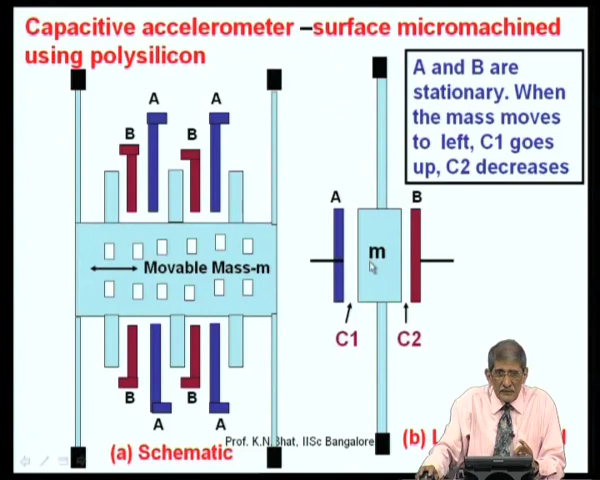 Capacitive accelerometer –surface micromachined
using polysilicon
A and B are
stationary. When
the mass moves
to left, C1 goes
up, C2 decreases
A A
B B
A B
Movable Mass-m
m
C1 C2
B B
A A
Prof. K.N.Bhat, IISc Bangalore
(a) Schematic
(b) L